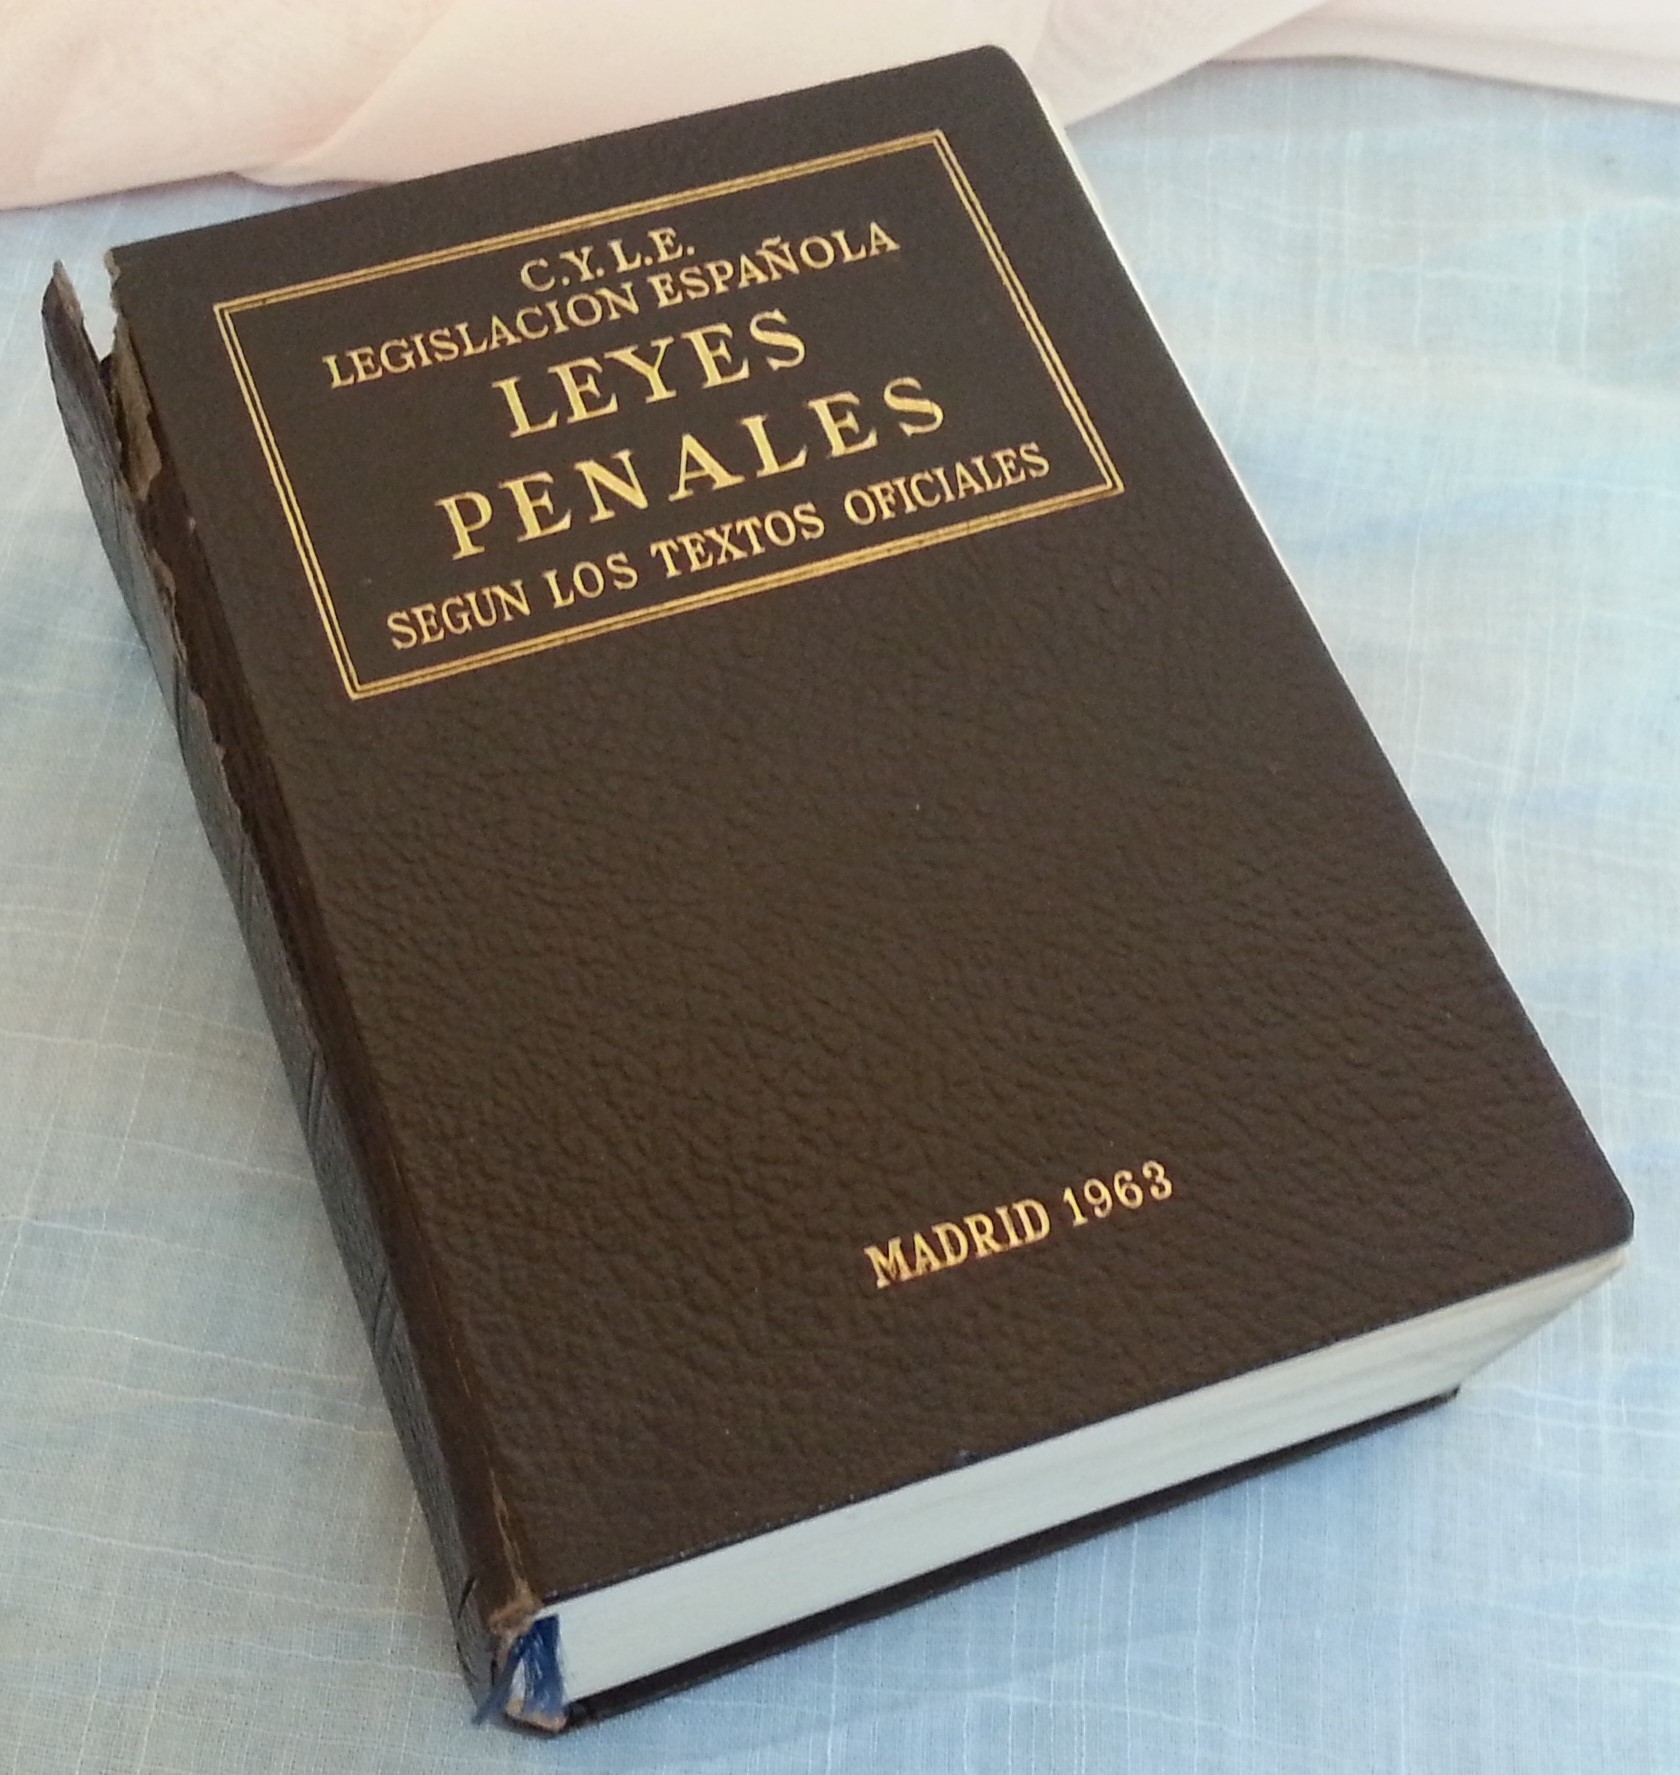 C.Y.L.E.
LEGISLACION ESPAÑOLA
LEYES
PENALES
SEGUN LOS TEXTOS OFICIALES
MADRID 1963